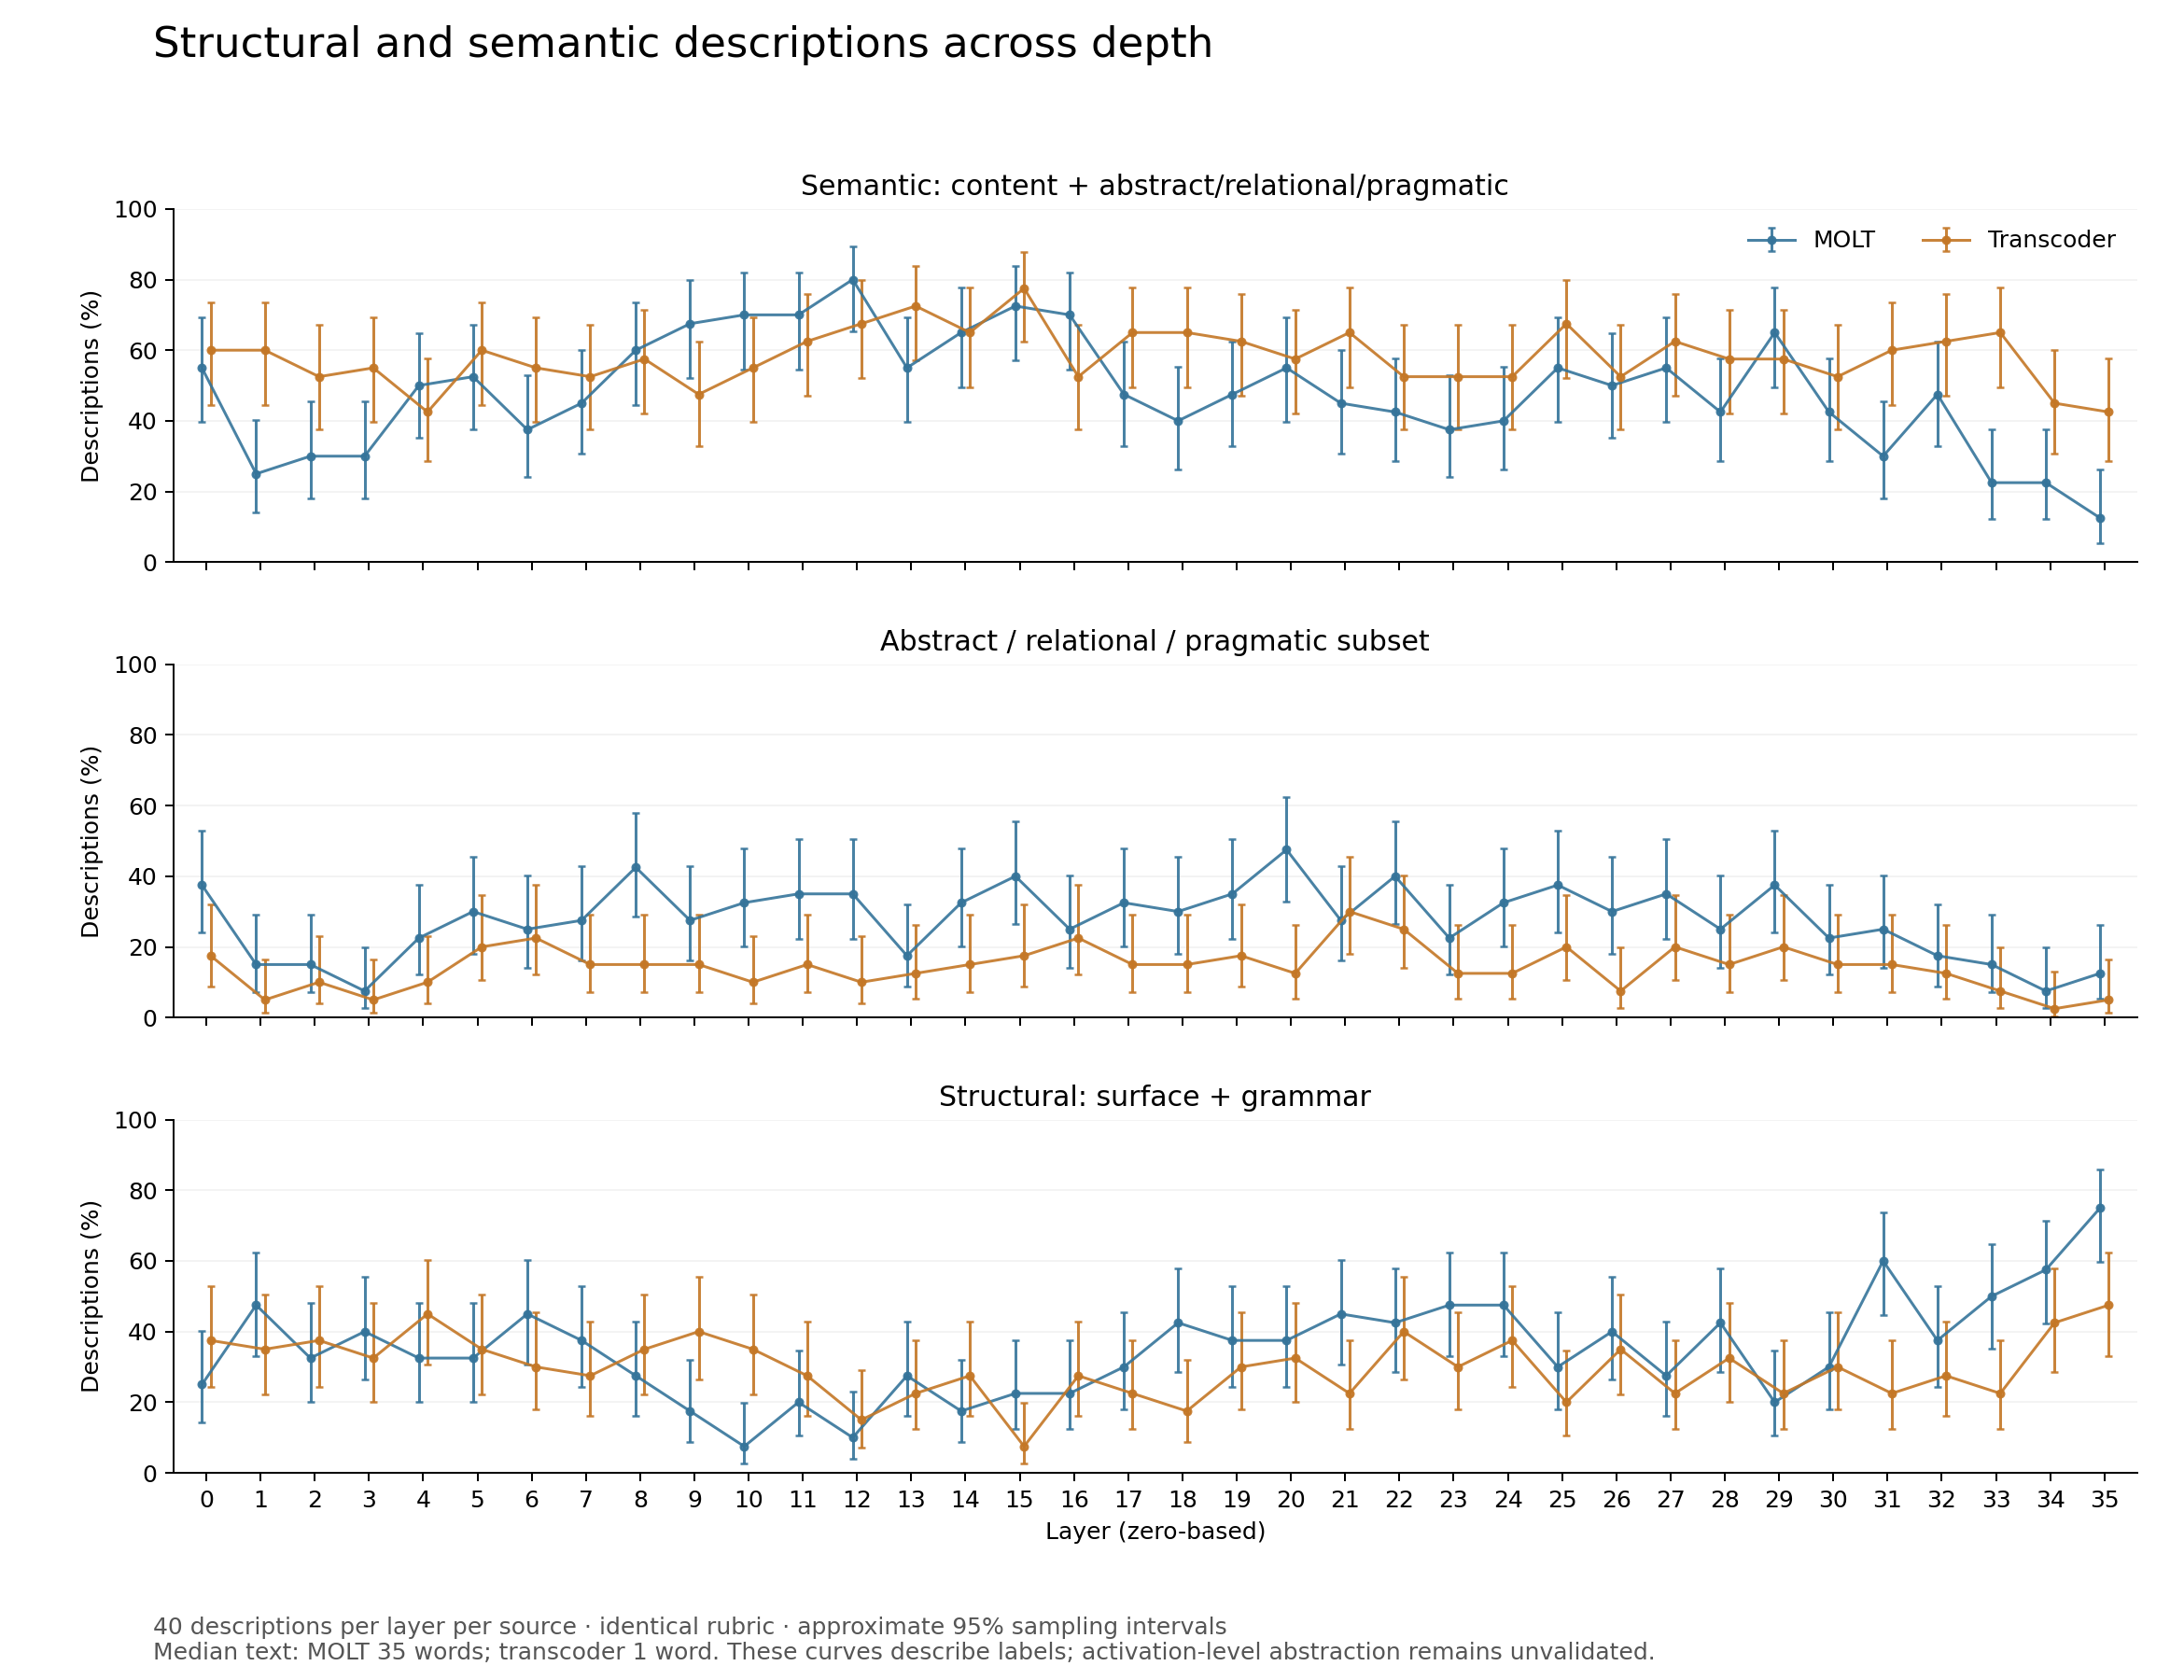 Structural and semantic descriptions across depth
Semantic: content + abstract/relational/pragmatic
MOLT
Transcoder
Descriptions (%)
100
80
60
40
20
0
Abstract / relational / pragmatic subset
Descriptions (%)
100
80
60
40
20
0
Structural: surface + grammar
Descriptions (%)
100
80
60
40
20
0
0 1 2 3 4 5 6 7 8 9 10 11 12 13 14 15 16 17 18 19 20 21 22 23 24 25 26 27 28 29 30 31 32 33 34 35
Layer (zero-based)
40 descriptions per layer per source · identical rubric · approximate 95% sampling intervals
Median text: MOLT 35 words; transcoder 1 word. These curves describe labels; activation-level abstraction remains unvalidated.